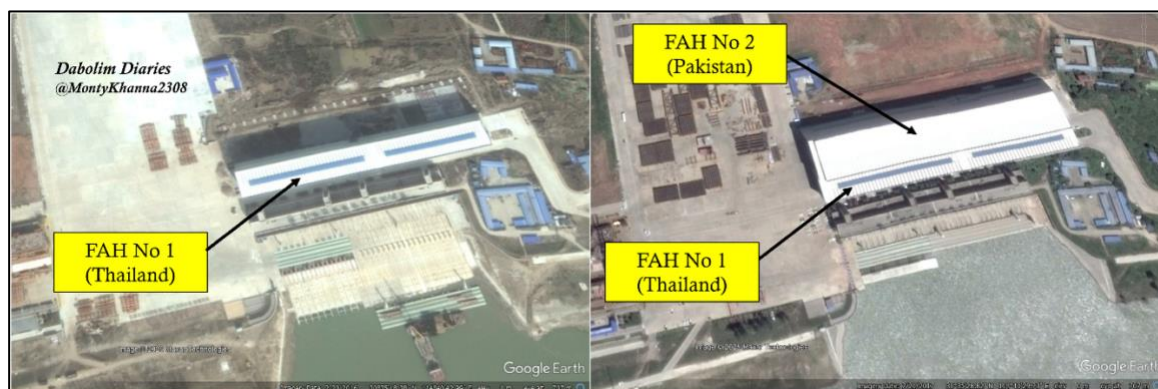 Dabolim Diaries
@MontyKhanna2308
FAH No 1
(Thailand)
Google Earth
FAH No 2
(Pakistan)
FAH No 1
(Thailand)
Google Earth